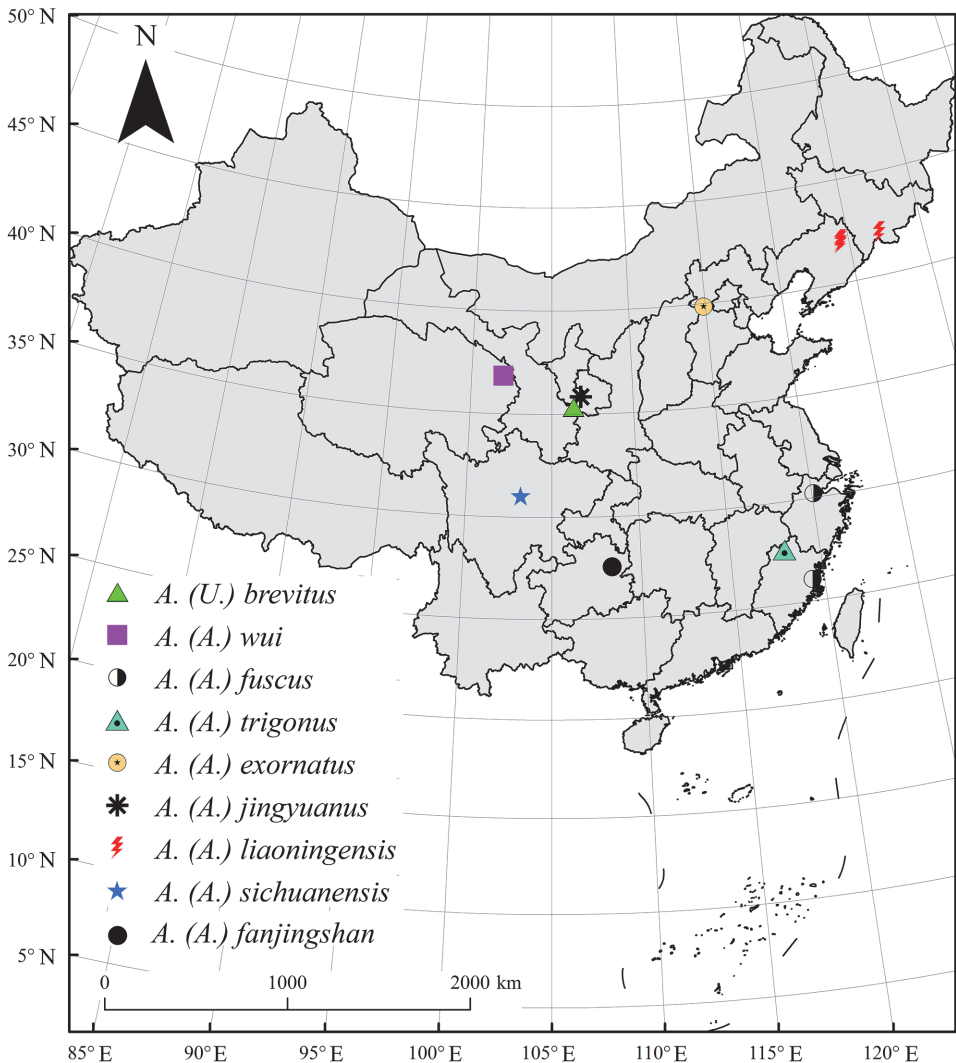 50° N
N
45° N
40° N
35° N
30° N
25° N
20° N
15° N
10° N
5° N
A. (U.) brevitus
A. (A.) wui
A. (A.) fuscus
A. (A.) trigonus
A. (A.) exornatus
A. (A.) jingyuanus
A. (A.) liaoningensis
A. (A.) sichuanensis
A. (A.) fanjingshan
0 1000 2000 km
85° E 90° E 95° E 100° E 105° E 110° E 115° E 120° E